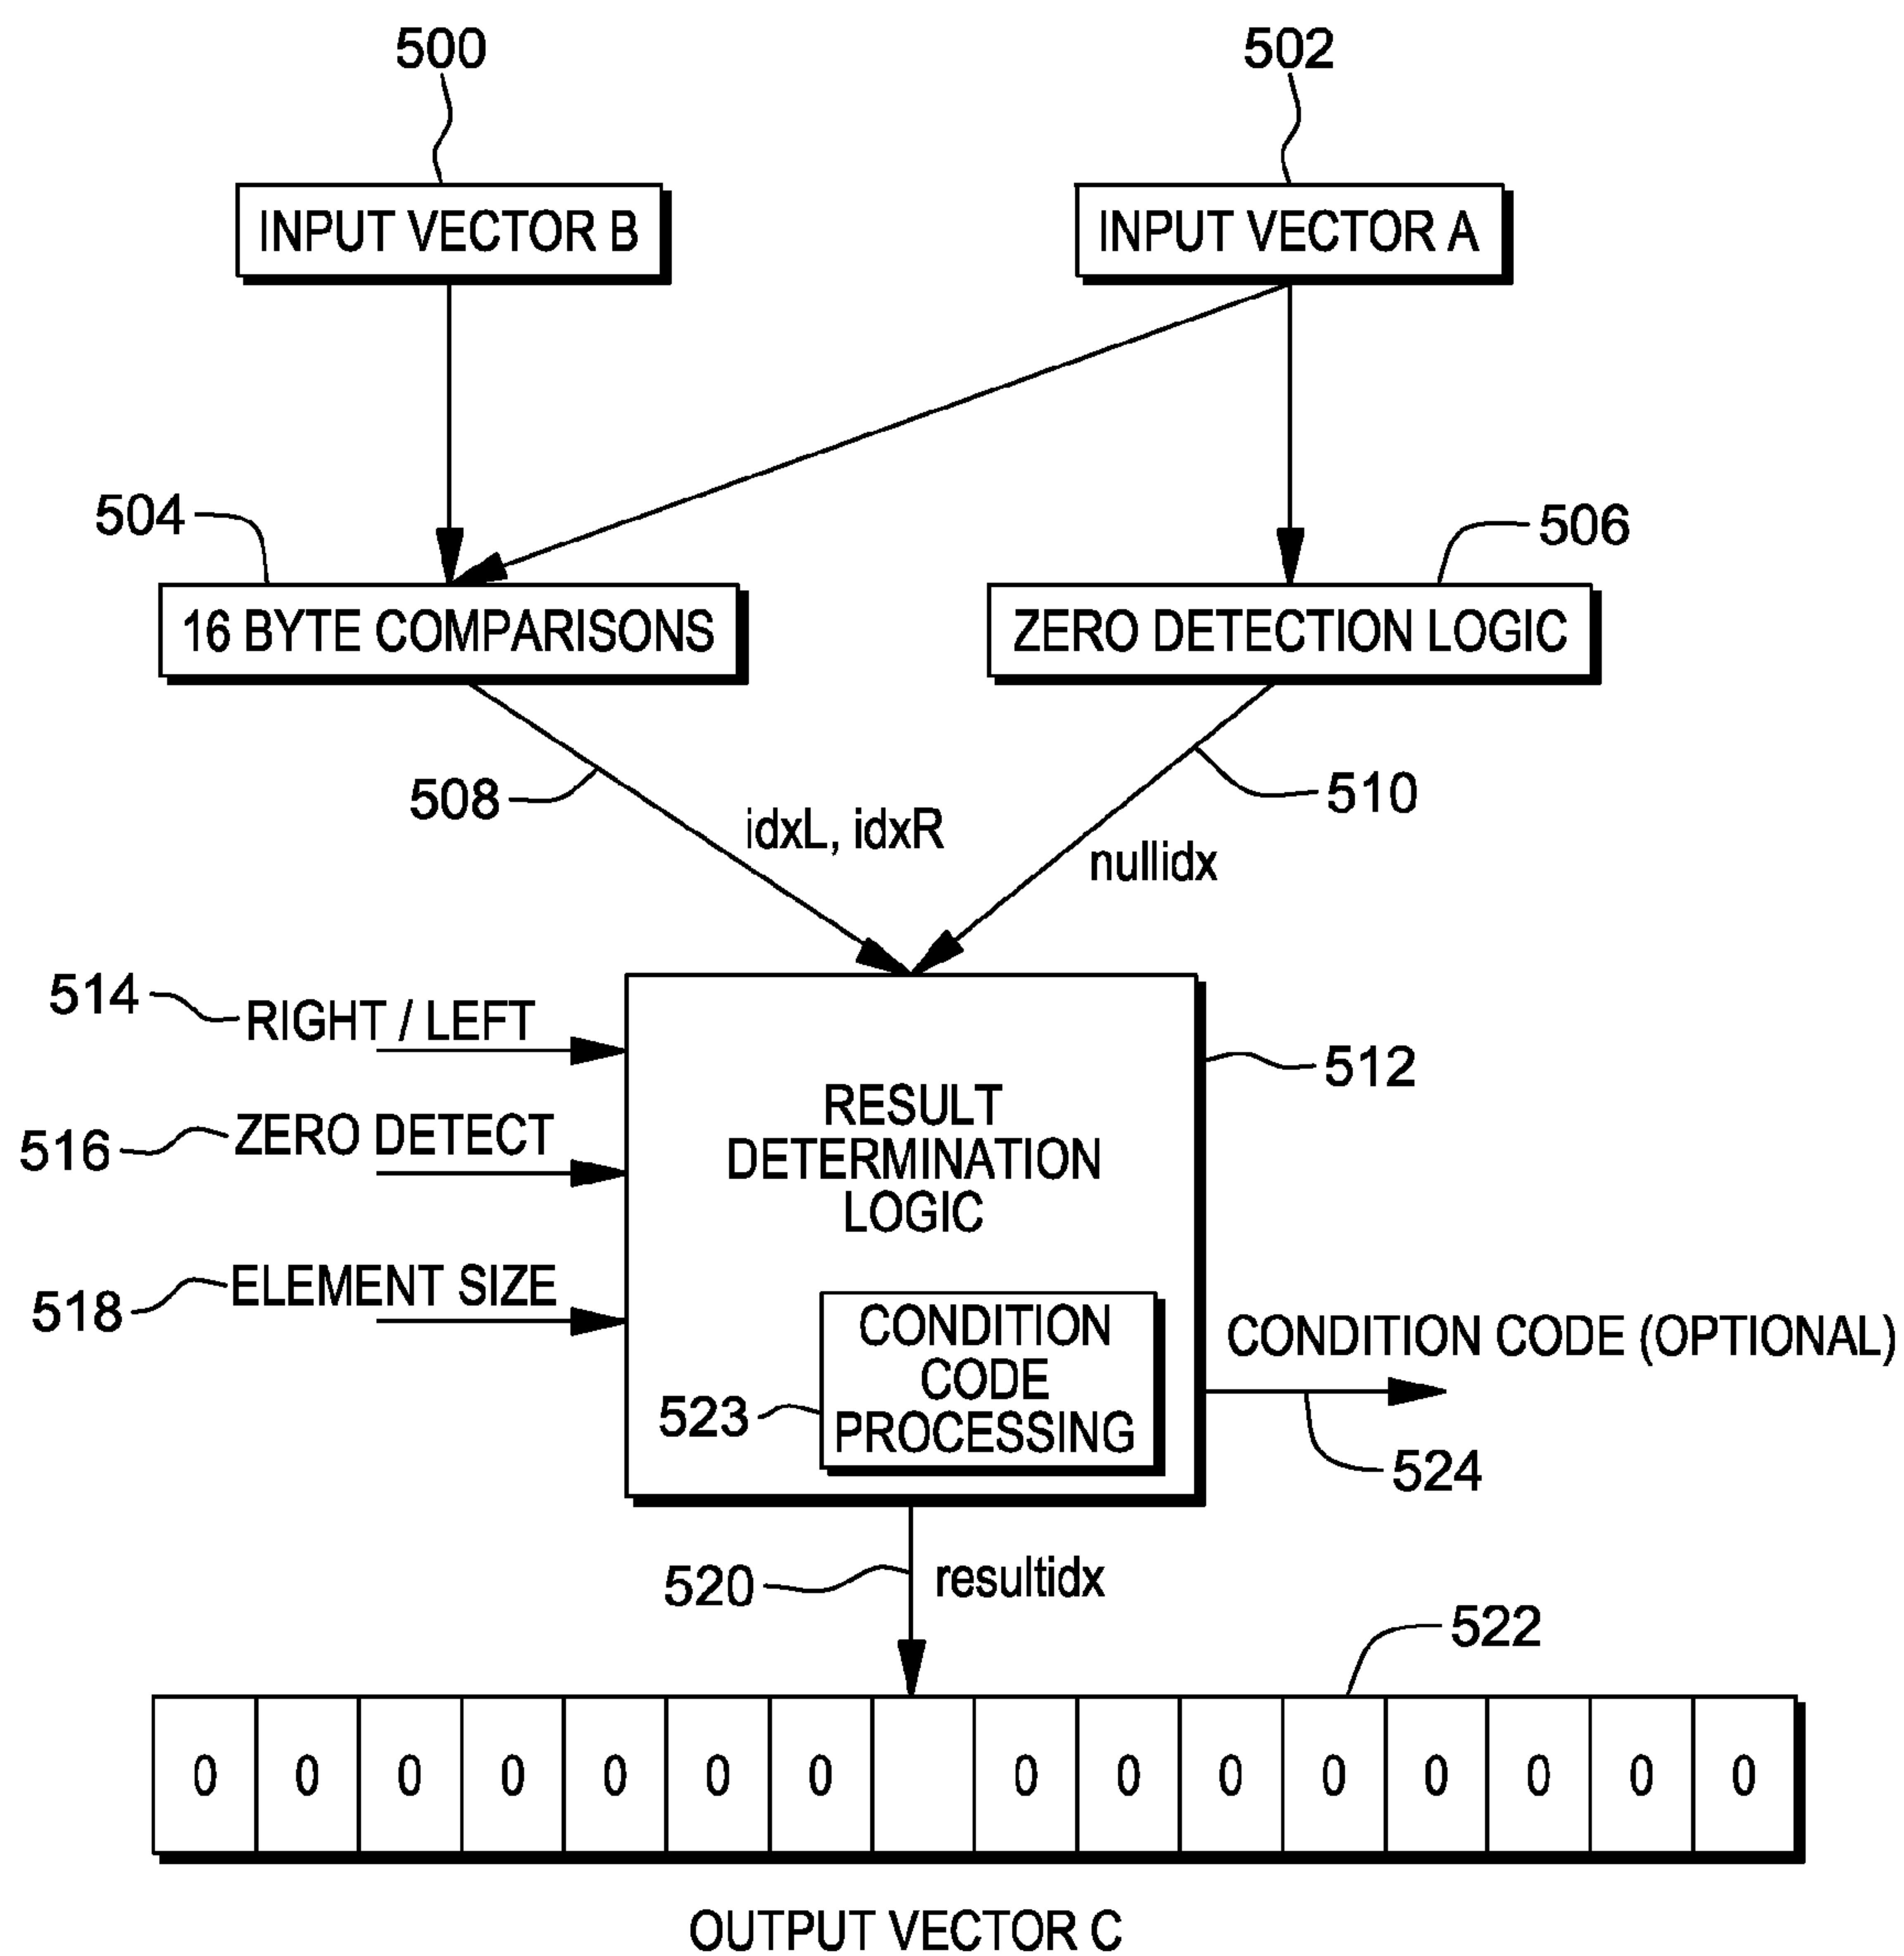 500
502
INPUT VECTOR B
INPUT VECTOR A
504
506
16 BYTE COMPARISONS
ZERO DETECTION LOGIC
508
510
idxL, idxR
nullidx
514
RIGHT / LEFT
512
516
ZERO DETECT
RESULT
DETERMINATION
LOGIC
518
ELEMENT SIZE
CONDITION
CODE
PROCESSING
523
CONDITION CODE (OPTIONAL)
524
520
resultidx
522
0 0 0 0 0 0 0 0 0 0 0 0 0 0 0
OUTPUT VECTOR C